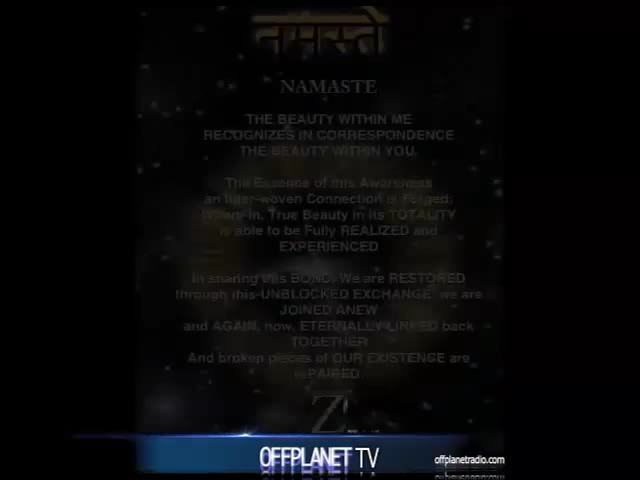 नमस्ते
NAMASTE
THE BEAUTY WITHIN ME
RECOGNIZES IN CORRESPONDENCE
THE BEAUTY WITHIN YOU.
The Essence of this Awareness
an Inter-woven Connection is Forged;
Where-In, True Beauty in its TOTALITY
is able to be Fully REALIZED and
EXPERIENCED
In sharing this BOND, We are RESTORED
through this UNBLOCKED EXCHANGE, we are
JOINED ANEW
and AGAIN, now, ETERNALLY LINKED back
TOGETHER
And broken pieces of OUR EXISTENCE are
rePAIRED.
Z
OFFPLANET TV
offplanetradio.com